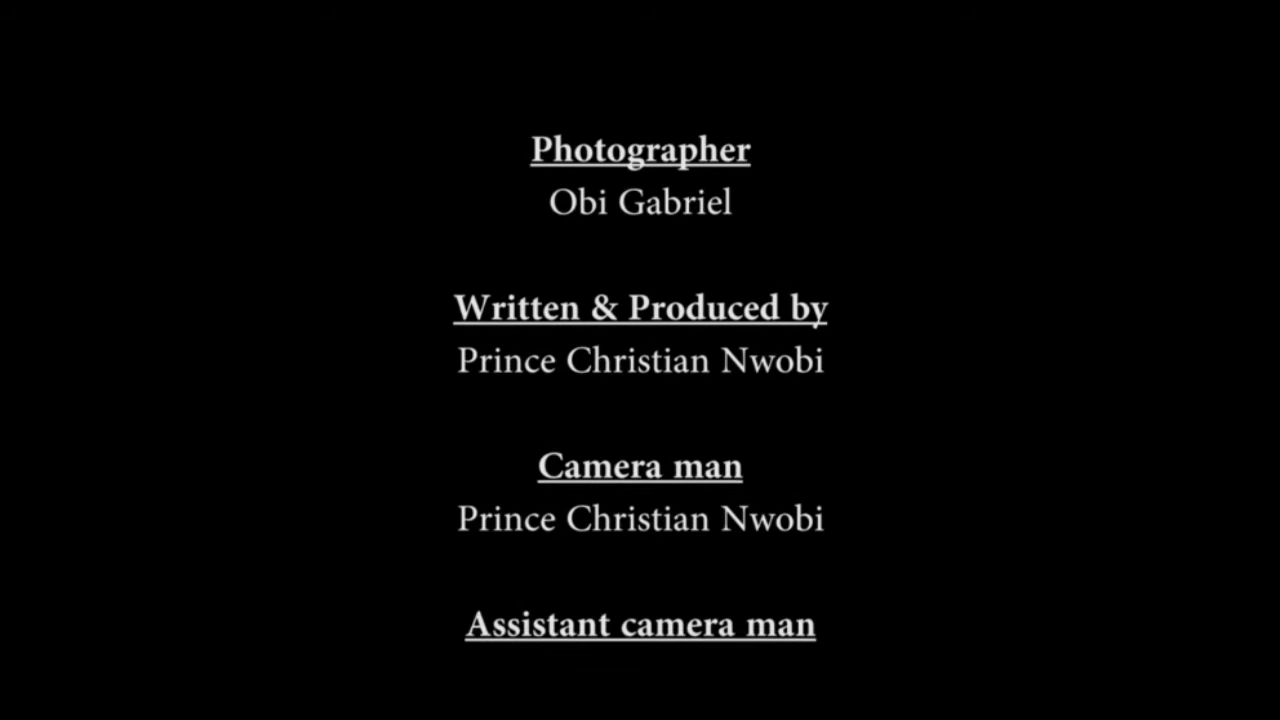 Photographer
Obi Gabriel
Written & Produced by
Prince Christian Nwobi
Camera man
Prince Christian Nwobi
Assistant camera man